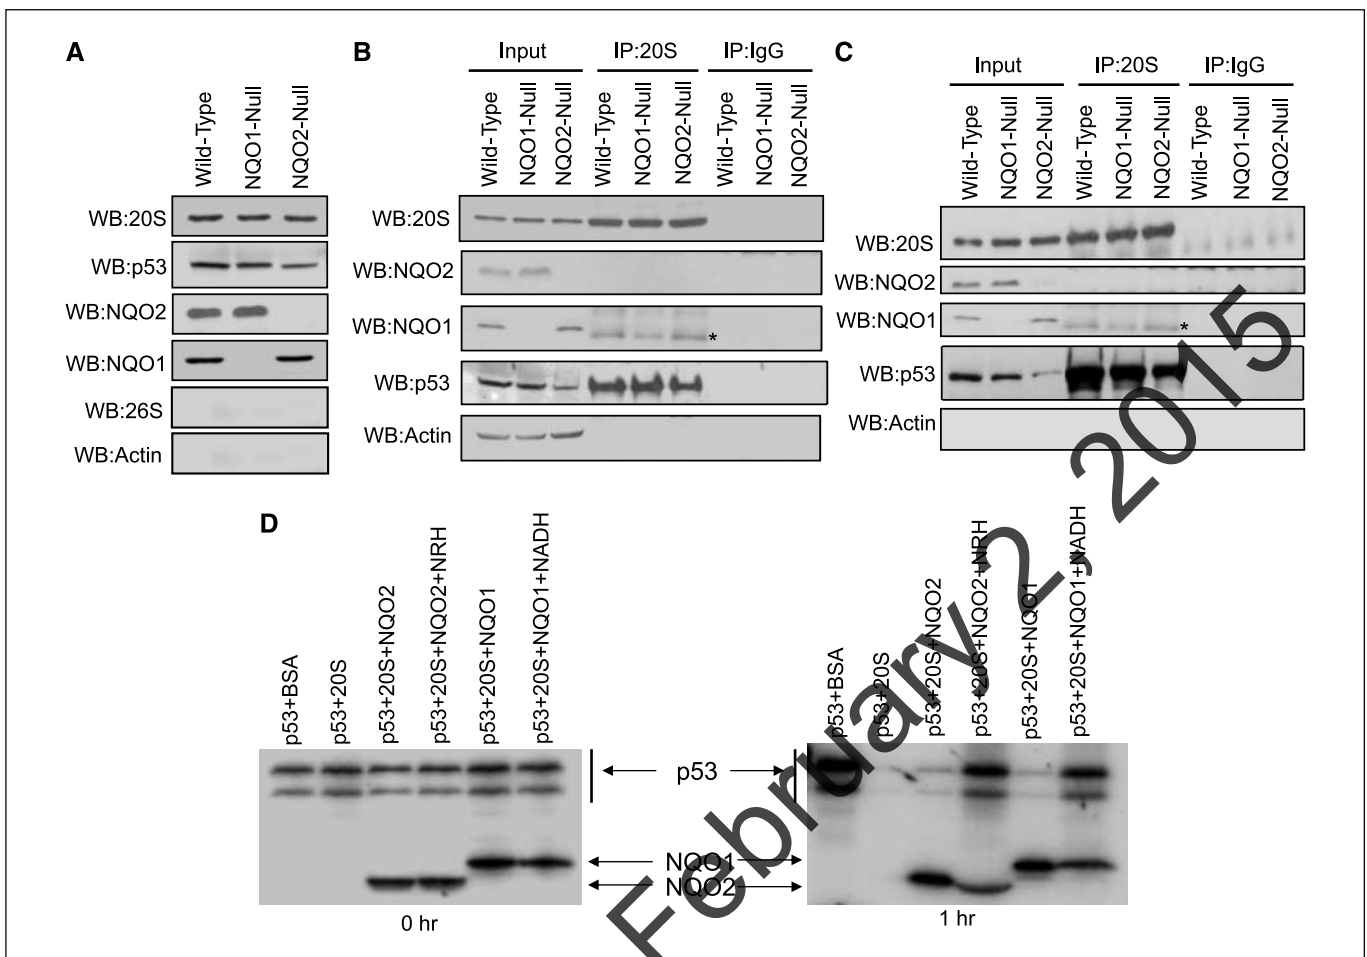 A
Wild-Type
NQO1-Null
NQO2-Null
WB:20S
WB:p53
WB:NQO2
WB:NQO1
WB:26S
WB:Actin
B
Input
IP:20S
IP:IgG
Wild-Type
NQO1-Null
NQO2-Null
Wild-Type
NQO1-Null
NQO2-Null
Wild-Type
NQO1-Null
NQO2-Null
WB:20S
WB:NQO2
WB:NQO1
*
WB:p53
WB:Actin
C
Input
IP:20S
IP:IgG
Wild-Type
NQO1-Null
NQO2-Null
Wild-Type
NQO1-Null
NQO2-Null
Wild-Type
NQO1-Null
NQO2-Null
WB:20S
WB:NQO2
WB:NQO1
*
WB:p53
WB:Actin
D
p53+BSA
p53+20S
p53+20S+NQO2
p53+20S+NQO2+NRH
p53+20S+NQO1
p53+20S+NQO1+NADH
p53
NQO1
NQO2
0 hr
p53+BSA
p53+20S
p53+20S+NQO2
p53+20S+NQO2+NRH
p53+20S+NQO1
p53+20S+NQO1+NADH
1 hr
February 2, 2015